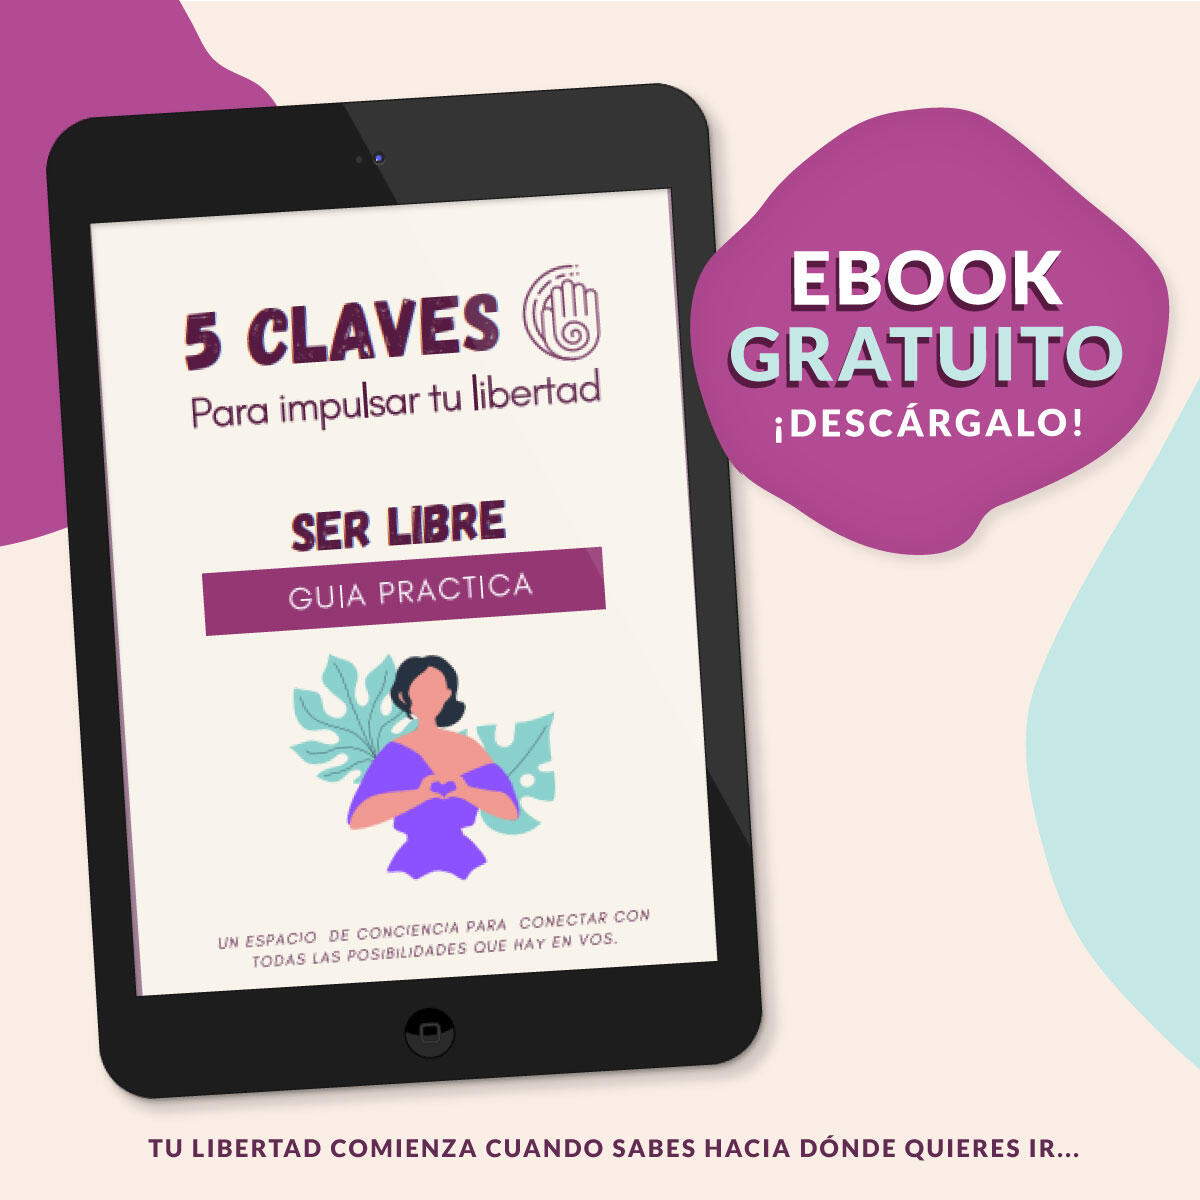 5 CLAVES
Para impulsar tu libertad
SER LIBRE
GUIA PRACTICA
UN ESPACIO DE CONCIENCIA PARA CONECTAR CON
TODAS LAS POSIBILIDADES QUE HAY EN VOS.
EBOOK
GRATUITO
¡DESCÁRGALO!
TU LIBERTAD COMIENZA CUANDO SABES HACIA DÓNDE QUIERES IR...